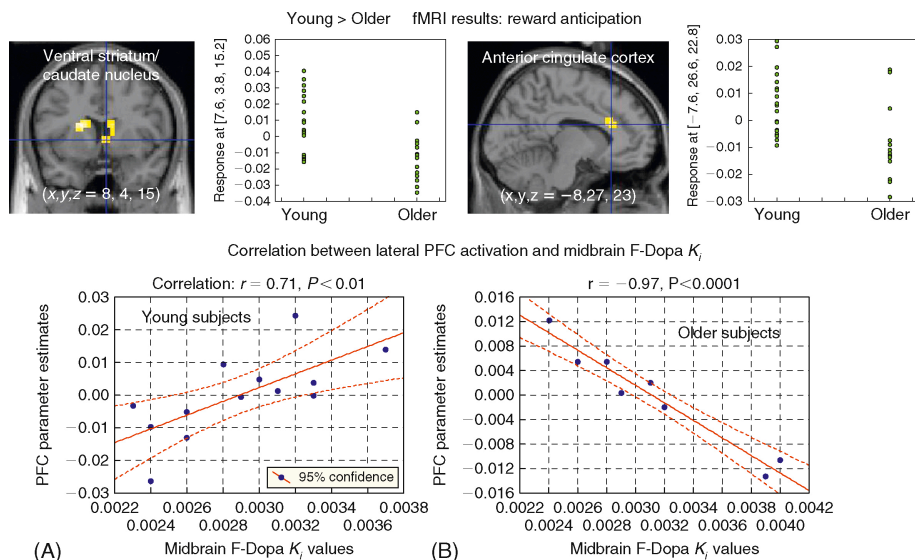 Young > Older fMRI results: reward anticipation
Ventral striatum/
caudate nucleus
(x,y,z = 8, 4, 15)
Response at [7.6, 3.8, 15.2]
0.06
0.05
0.04
0.03
0.02
0.01
0
−0.01
−0.02
−0.03
−0.04
Young
Older
Anterior cingulate cortex
(x,y,z = −8,27, 23)
Response at [−7.6, 26.6, 22.8]
0.03
0.02
0.01
0
−0.01
−0.02
−0.03
Young
Older
Correlation between lateral PFC activation and midbrain F-Dopa Ki
Correlation: r = 0.71, P<0.01
Young subjects
PFC parameter estimates
0.03
0.02
0.01
0.00
−0.01
−0.02
−0.03
95% confidence
0.0022 0.0026 0.0030 0.0034 0.0038
0.0024 0.0028 0.0032 0.0036
(A)
Midbrain F-Dopa Ki values
r = −0.97, P<0.0001
Older subjects
PFC parameter estimates
0.016
0.012
0.008
0.004
0.000
−0.004
−0.008
−0.012
−0.016
0.0022 0.0026 0.0030 0.0034 0.0038 0.0042
0.0024 0.0028 0.0032 0.0036 0.0040
(B)
Midbrain F-Dopa Ki values